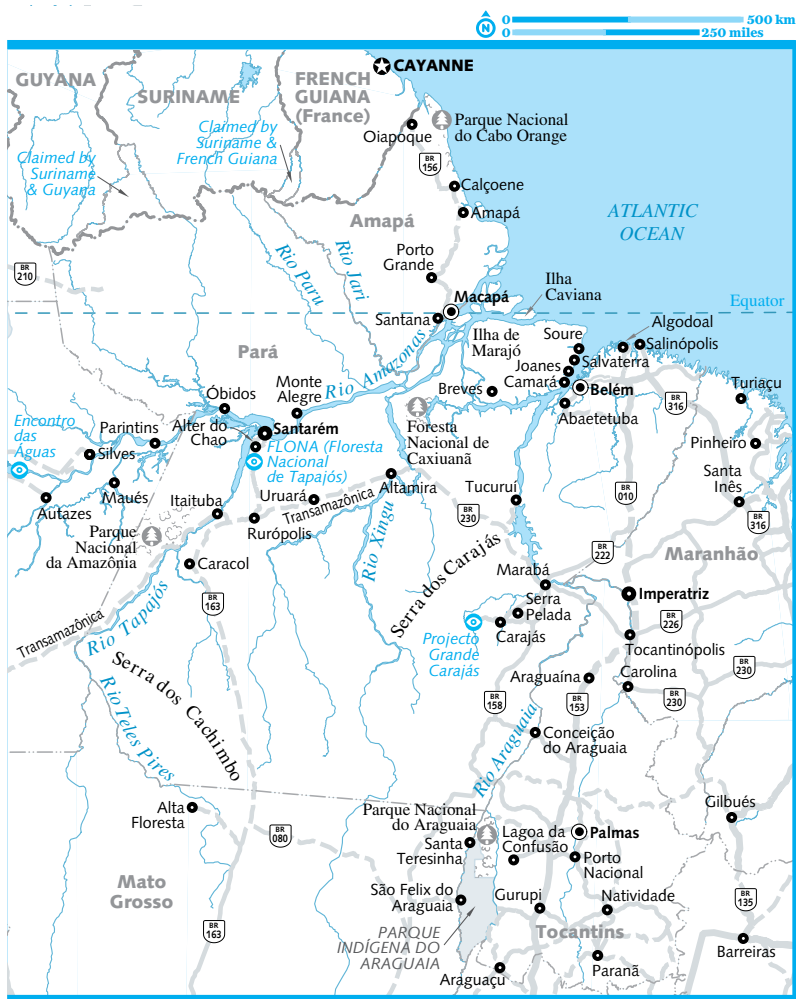 0 500 km
N
0 250 miles
CAYANNE
GUYANA
SURINAME
FRENCH
GUIANA
(France)
Parque Nacional
do Cabo Orange
Oiapoque
Claimed by
Suriname &
French Guiana
Claimed by
Suriname
& Guyana
BR
156
Calçoene
Amapá
Amapá
ATLANTIC
OCEAN
Rio Jari
Rio Paru
Porto
Grande
BR
210
Ilha
Caviana
Macapá
Equator
Santana
Ilha de
Marajó
Soure
Algodoal
Salinópolis
Salvaterra
Joanes
Camará
Pará
Rio Amazonas
Breves
Belém
Turiaçu
Monte
Alegre
Óbidos
BR
316
Abaetetuba
Encontro
das
Águas
Parintins
Alter do
Chao
Santarém
Foresta
Nacional de
Caxiuanã
Pinheiro
Silves
FLONA (Floresta
Nacional
de Tapajós)
Santa
Inês
Maués
Autazes
Itaituba
Uruará
Altamira
Tucuruí
BR
010
Transamazônica
Rurópolis
BR
230
BR
316
Parque
Nacional
da Amazônia
Rio Xingu
Serra dos Carajás
BR
222
Maranhão
Caracol
Marabá
BR
163
Imperatriz
Serra
Pelada
BR
226
Transamazônica
Rio Tapajós
Projecto
Grande
Carajás
Carajás
Tocantinópolis
Serra dos Cachimbo
Araguaína
Carolina
BR
230
Rio Teles Pires
BR
158
BR
153
BR
230
Rio Araguaia
Conceição
do Araguaia
Alta
Floresta
Gilbués
Parque Nacional
do Araguaia
BR
080
Lagoa da
Confusão
Palmas
Santa
Teresinha
Porto
Nacional
Mato
Grosso
São Felix do
Araguaia
Gurupi
Natividade
BR
135
BR
163
PARQUE
INDÍGENA DO
ARAGUAIA
Tocantins
Barreiras
Araguaçu
Paranã